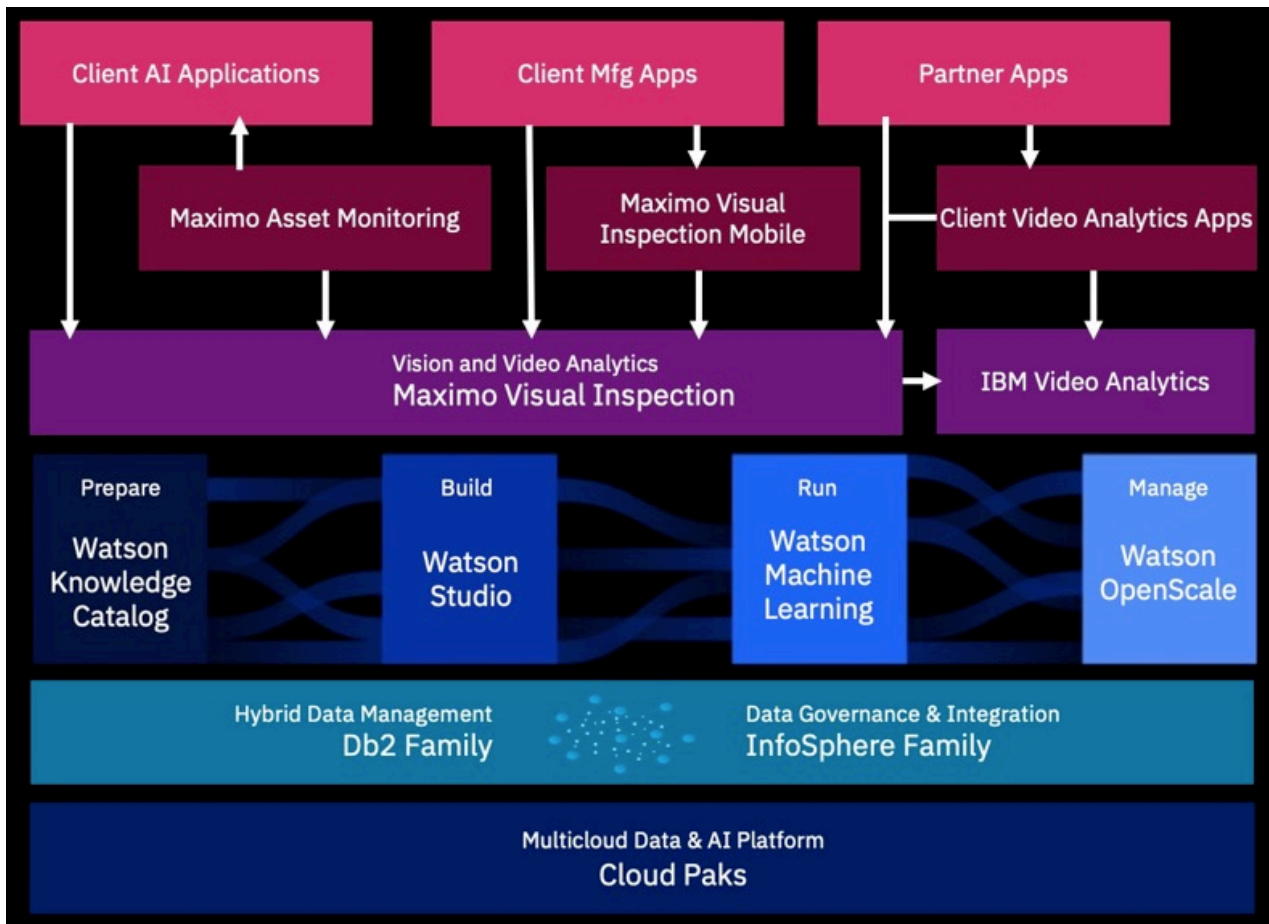 Client AI Applications
Client Mfg Apps
Partner Apps
Maximo Asset Monitoring
Maximo Visual
Inspection Mobile
Client Video Analytics Apps
Vision and Video Analytics
Maximo Visual Inspection
IBM Video Analytics
Prepare
Watson
Knowledge
Catalog
Build
Watson
Studio
Run
Watson
Machine
Learning
Manage
Watson
OpenScale
Hybrid Data Management
Db2 Family
Data Governance & Integration
InfoSphere Family
Multicloud Data & AI Platform
Cloud Paks